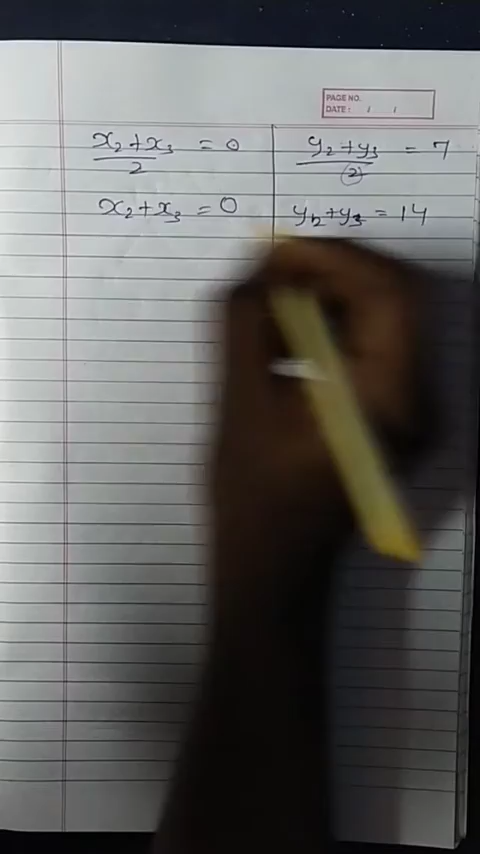 PAGE NO.
DATE : / /
x₂+x₃/2 = 0
y₂+y₃/2 = 7
x₂+x₃ = 0
y₂+y₃ = 14